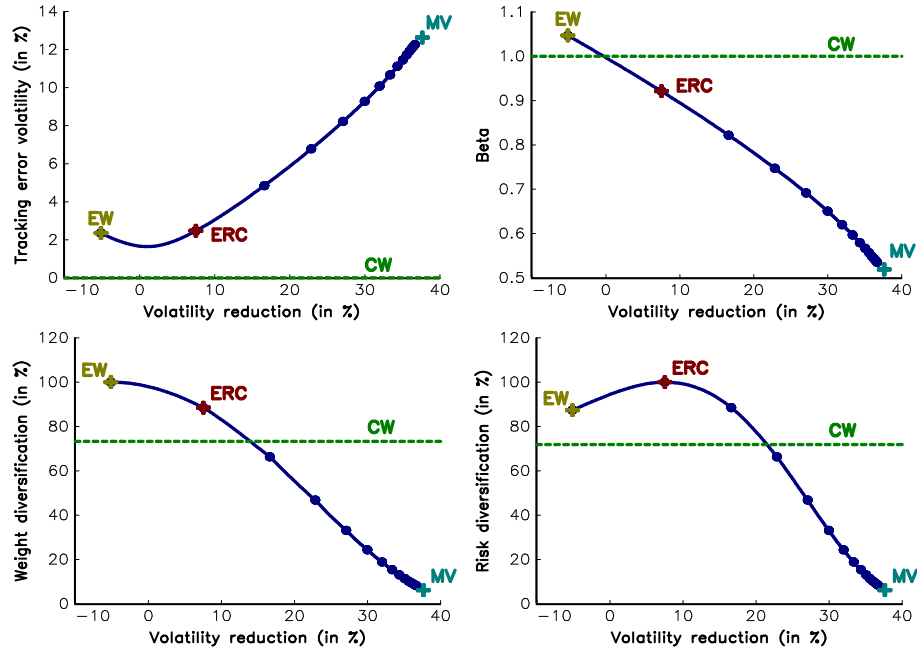 Tracking error volatility (in %)
14
12
10
8
6
4
2
0
EW
ERC
MV
CW
-10 0 10 20 30 40
Volatility reduction (in %)
Beta
1.1
1.0
0.9
0.8
0.7
0.6
0.5
EW
CW
ERC
MV
-10 0 10 20 30 40
Volatility reduction (in %)
Weight diversification (in %)
120
100
80
60
40
20
0
EW
ERC
CW
MV
-10 0 10 20 30 40
Volatility reduction (in %)
Risk diversification (in %)
120
100
80
60
40
20
0
EW
ERC
CW
MV
-10 0 10 20 30 40
Volatility reduction (in %)